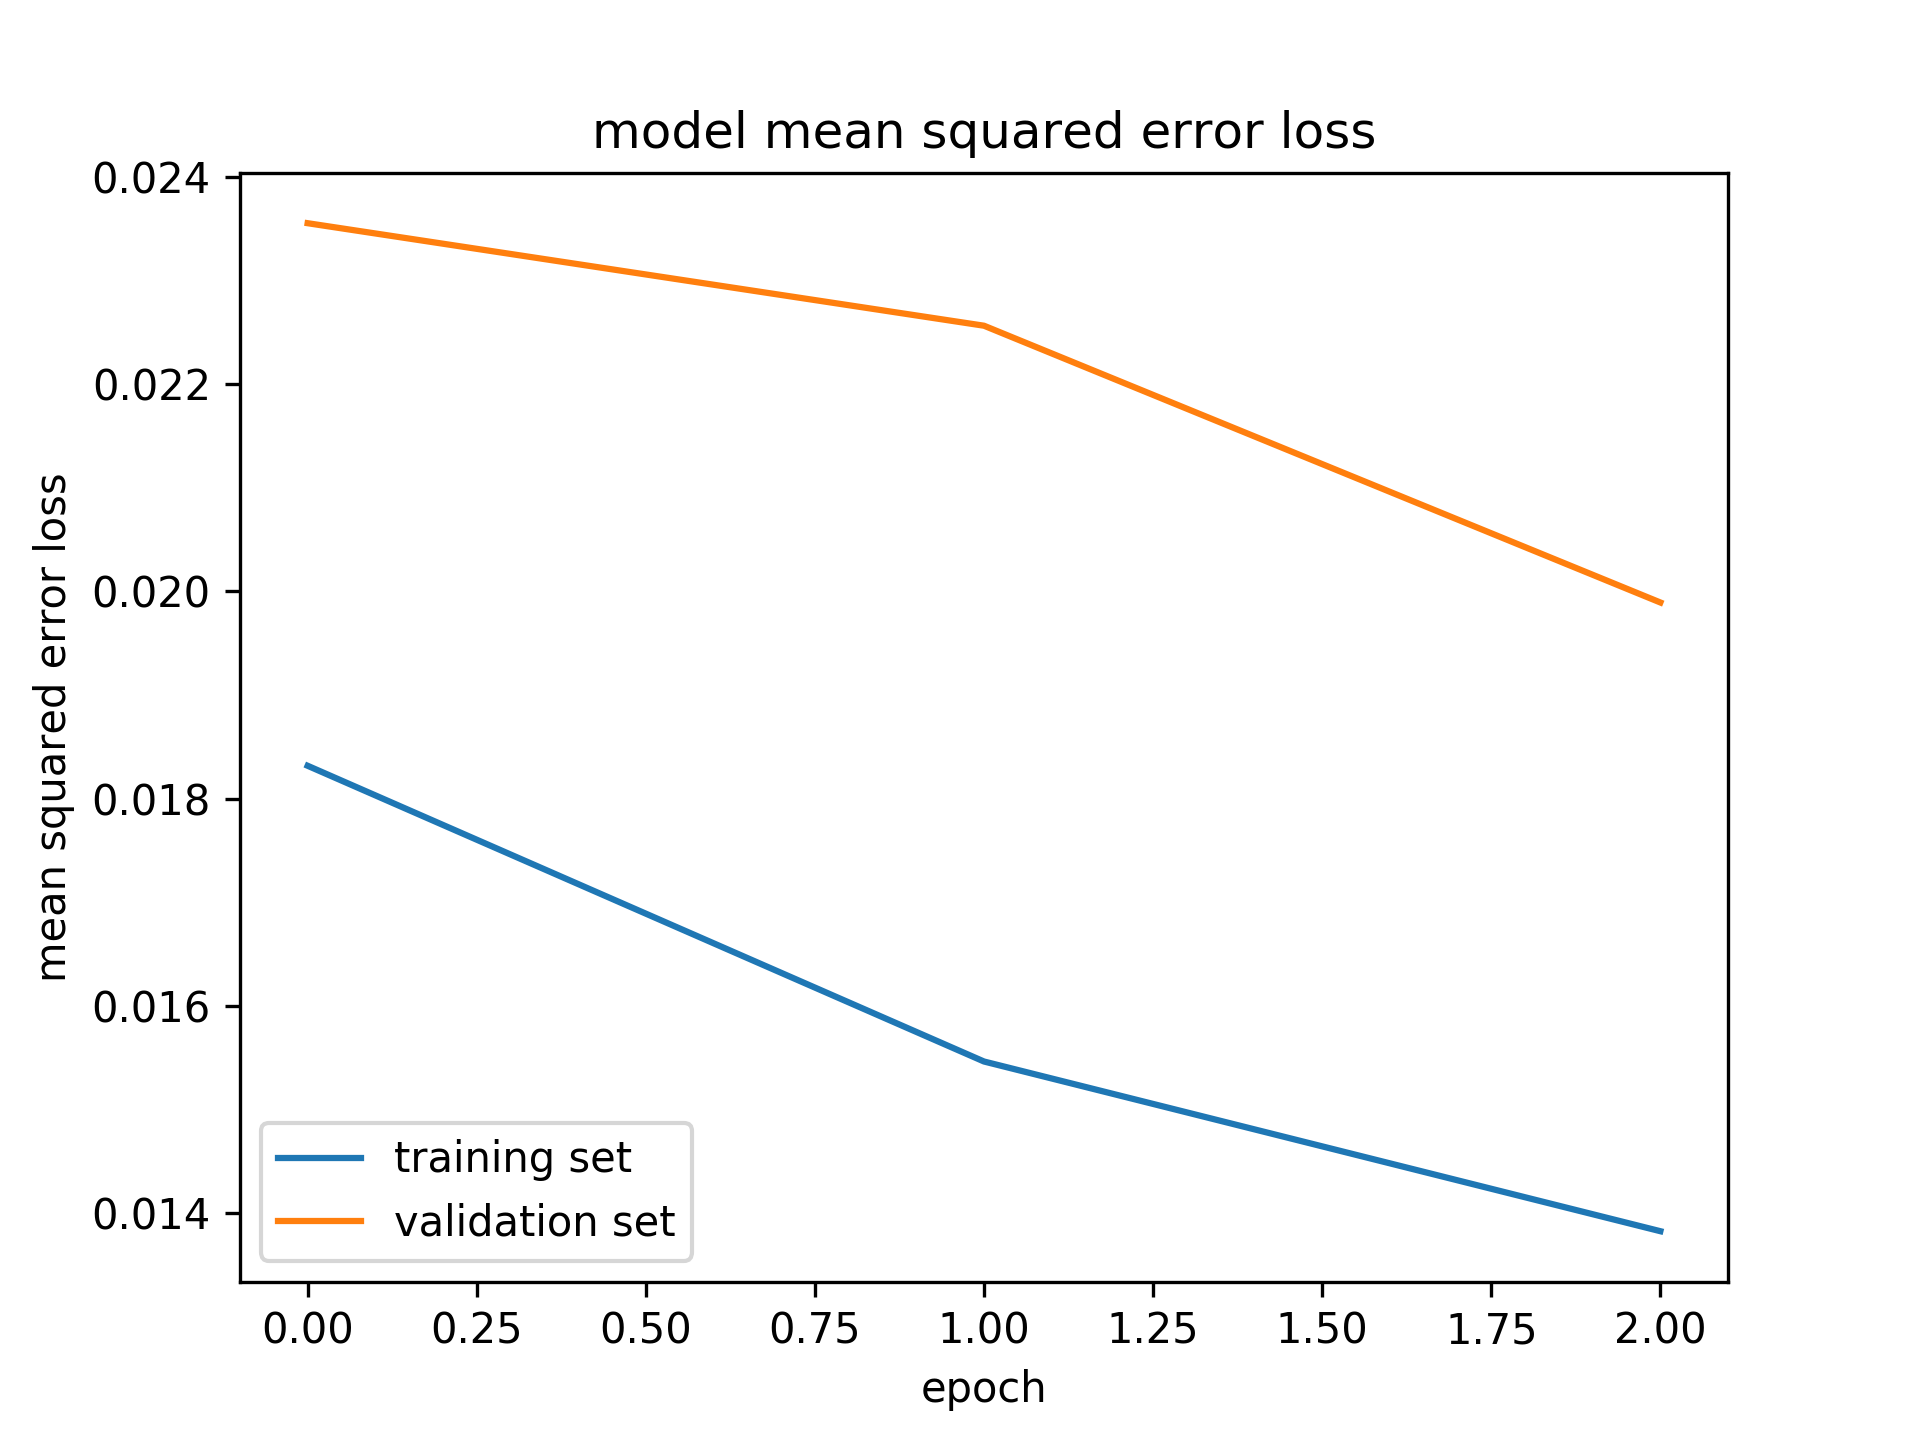 model mean squared error loss
mean squared error loss
0.024
0.022
0.020
0.018
0.016
0.014
training set
validation set
0.00 0.25 0.50 0.75 1.00 1.25 1.50 1.75 2.00
epoch